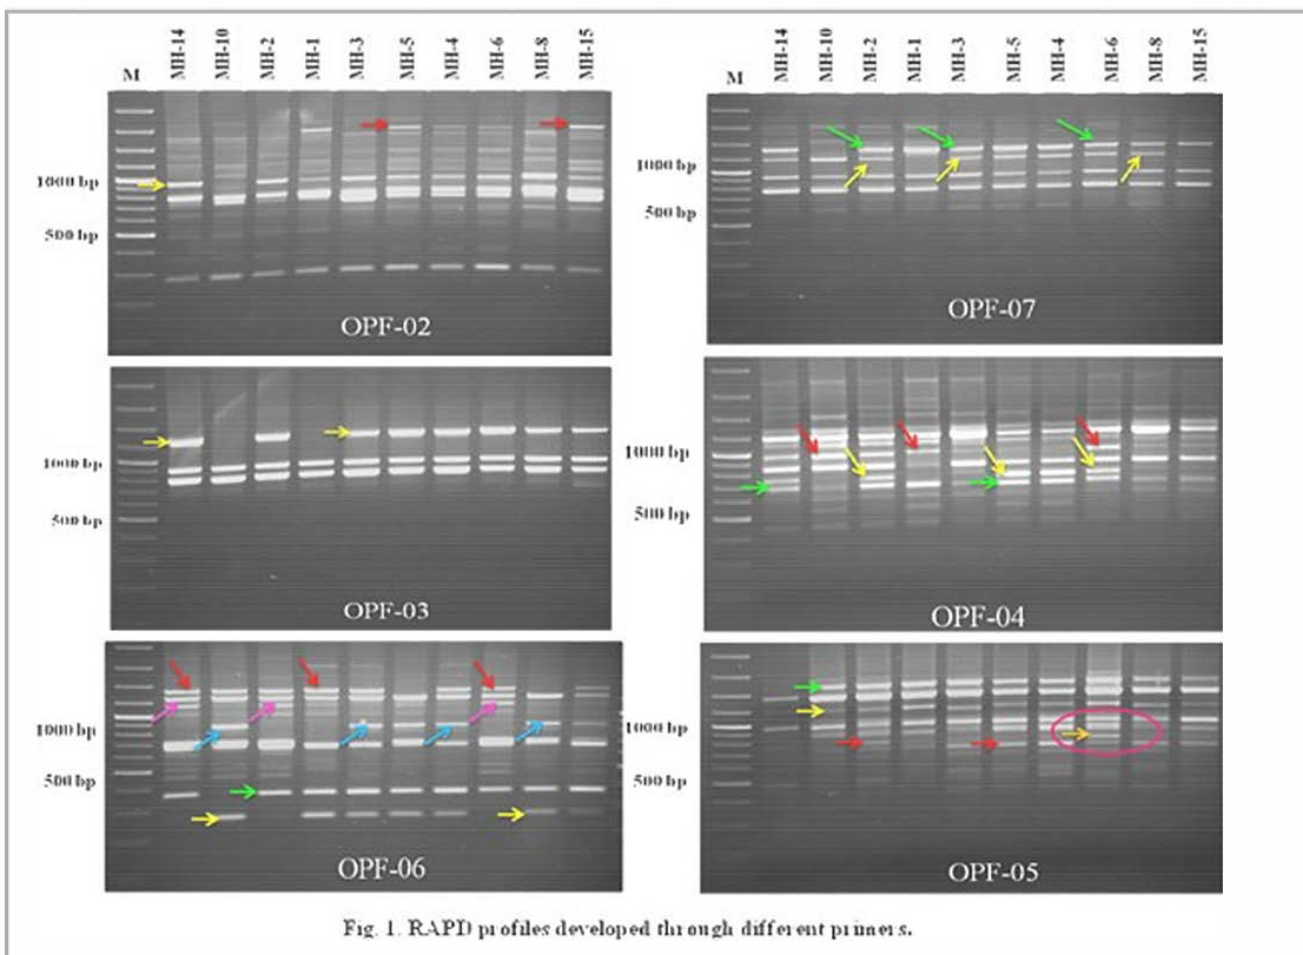 M MH-14 MH-10 MH-2 MH-1 MH-3 MH-5 MH-4 MH-6 MH-8 MH-15
1000 bp
500 bp
OPF-02
M MH-14 MH-10 MH-2 MH-1 MH-3 MH-5 MH-4 MH-6 MH-8 MH-15
1000 bp
500 bp
OPF-07
1000 bp
500 bp
OPF-03
1000 bp
500 bp
OPF-04
1000 bp
500 bp
OPF-06
1000 bp
500 bp
OPF-05
Fig. 1. RAPD profiles developed through different primers.